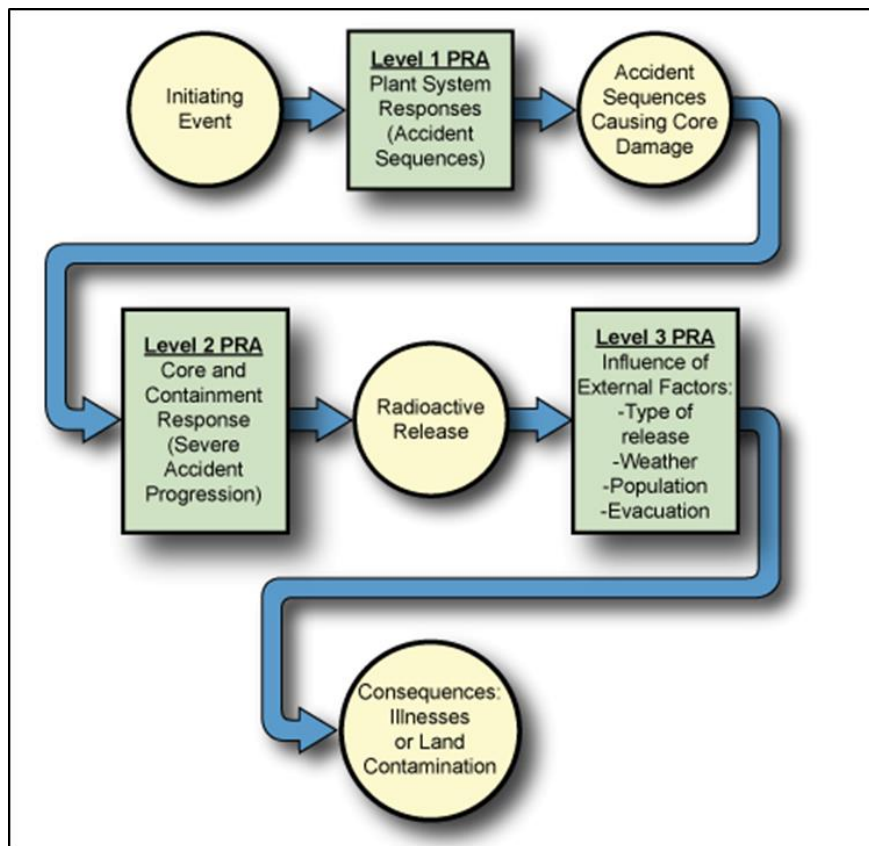 Initiating
Event
Level 1 PRA
Plant System
Responses
(Accident
Sequences)
Accident
Sequences
Causing Core
Damage
Level 2 PRA
Core and
Containment
Response
(Severe
Accident
Progression)
Radioactive
Release
Level 3 PRA
Influence of
External Factors:
-Type of
release
-Weather
-Population
-Evacuation
Consequences:
Illnesses
or Land
Contamination